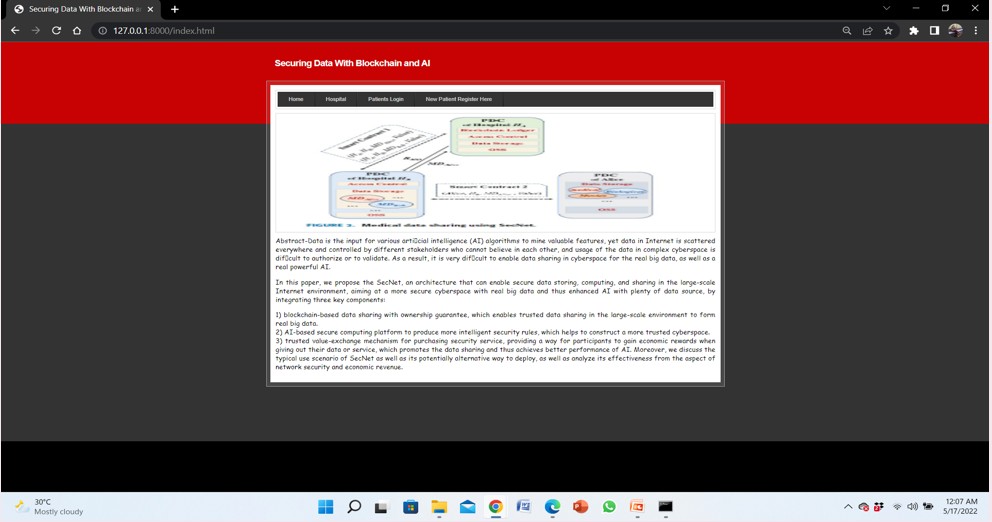 Securing Data With Blockchain an
127.0.0.1:8000/index.html
Securing Data With Blockchain and AI
Home Hospital Patients Login New Patient Register Here
PDC
of Hospital
Blockchain Ledger
Access Control
Data Storage
OSS
Smart Contract 1
PDC
of Hospital
Access Control
Data Storage
OSS
Smart Contract 2
PDC
of Alice
Data Storage
OSS
FIGURE 2. Medical data sharing using SecNet.
Abstract-Data is the input for various arti▯cial intelligence (AI) algorithms to mine valuable features, yet data in Internet is scattered
everywhere and controlled by different stakeholders who cannot believe in each other, and usage of the data in complex cyberspace is
dif▯cult to authorize or to validate. As a result, it is very dif▯cult to enable data sharing in cyberspace for the real big data, as well as a
real powerful AI.
In this paper, we propose the SecNet, an architecture that can enable secure data storing, computing, and sharing in the large-scale
Internet environment, aiming at a more secure cyberspace with real big data and thus enhanced AI with plenty of data source, by
integrating three key components:
1) blockchain-based data sharing with ownership guarantee, which enables trusted data sharing in the large-scale environment to form
real big data.
2) AI-based secure computing platform to produce more intelligent security rules, which helps to construct a more trusted cyberspace.
3) trusted value-exchange mechanism for purchasing security service, providing a way for participants to gain economic rewards when
giving out their data or service, which promotes the data sharing and thus achieves better performance of AI. Moreover, we discuss the
typical use scenario of SecNet as well as its potentially alternative way to deploy, as well as analyze its effectiveness from the aspect of
network security and economic revenue.
30°C
Mostly cloudy
12:07 AM
5/17/2022